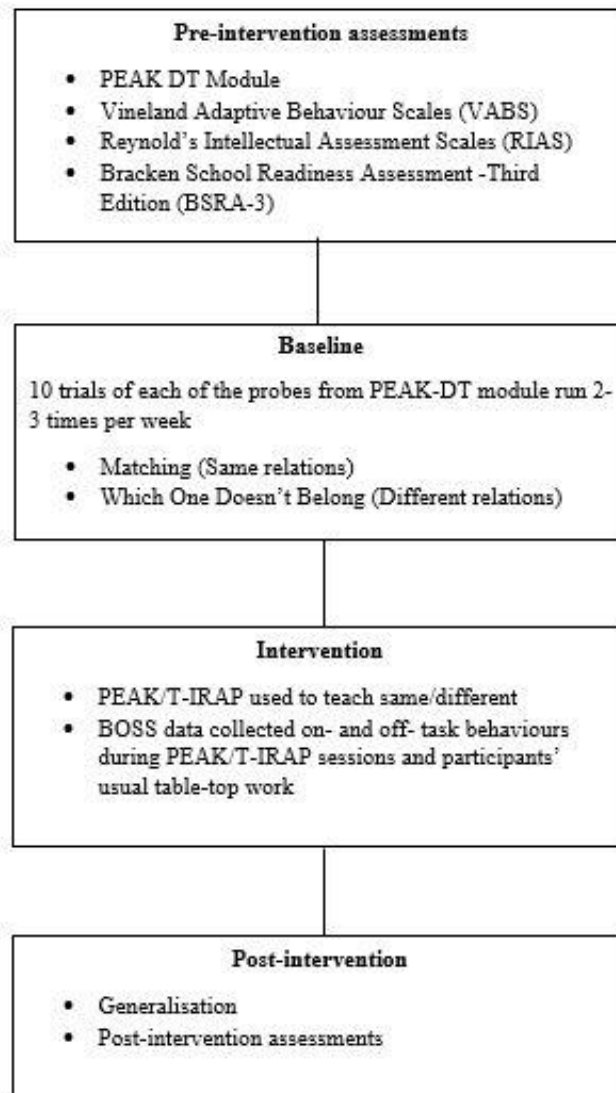 Pre-intervention assessments
• PEAK DT Module
• Vineland Adaptive Behaviour Scales (VABS)
• Reynold's Intellectual Assessment Scales (RIAS)
• Bracken School Readiness Assessment -Third
Edition (BSRA-3)
Baseline
10 trials of each of the probes from PEAK-DT module run 2-
3 times per week
• Matching (Same relations)
• Which One Doesn't Belong (Different relations)
Intervention
• PEAK/T-IRAP used to teach same/different
• BOSS data collected on- and off- task behaviours
during PEAK/T-IRAP sessions and participants'
usual table-top work
Post-intervention
• Generalisation
• Post-intervention assessments